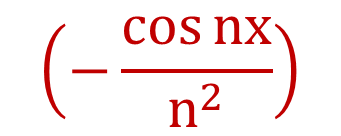 (− cos nx / n²)